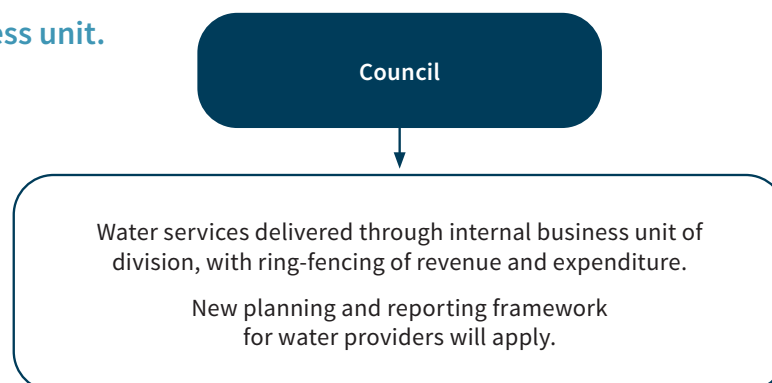 ess unit.
Council
Water services delivered through internal business unit of
division, with ring-fencing of revenue and expenditure.
New planning and reporting framework
for water providers will apply.